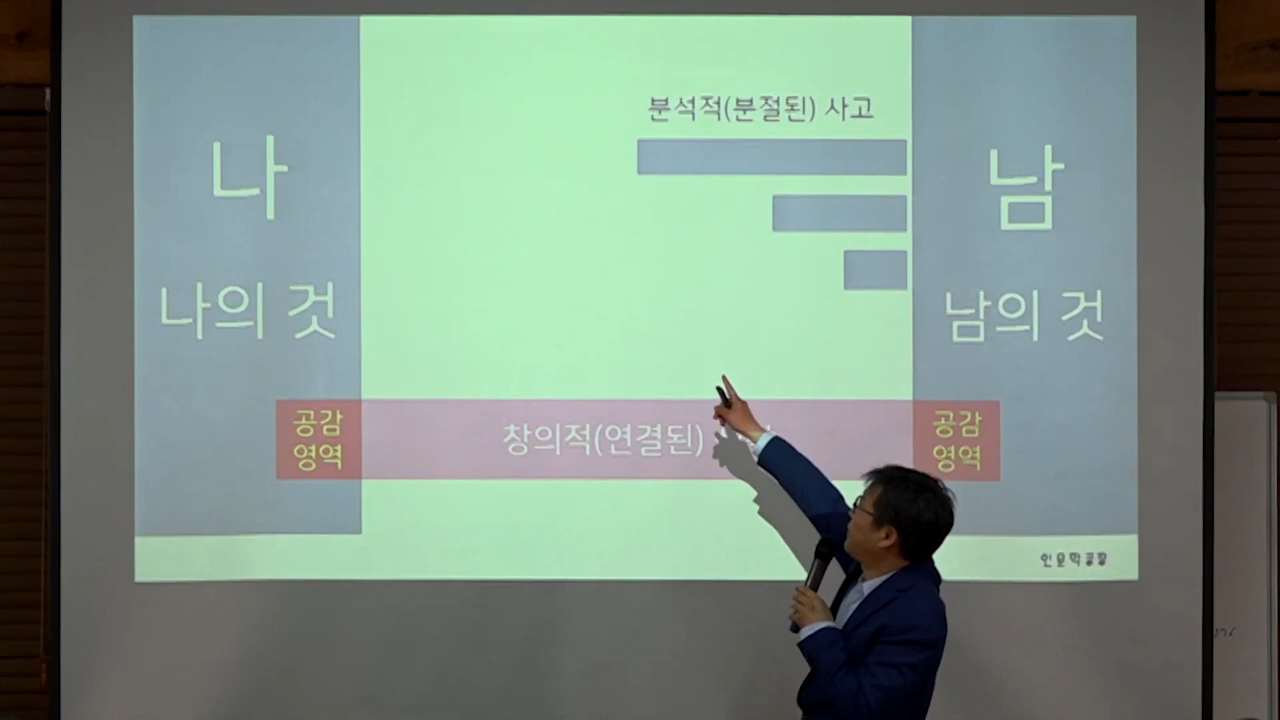 분석적(분절된) 사고
나
남
나의 것
남의 것
공감
영역
창의적(연결된)
공감
영역
인문학공장